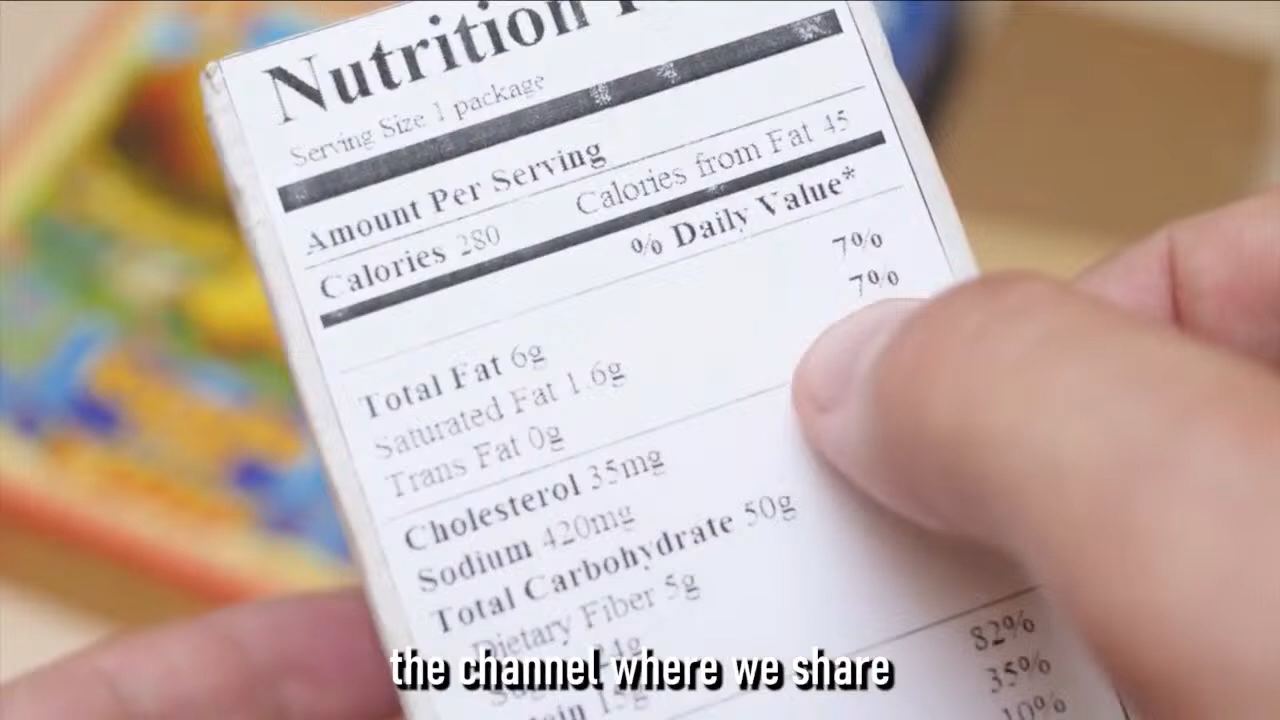 Nutrition
Serving Size 1 package
Amount Per Serving
Calories 280 Calories from Fat 45
% Daily Value*
7%
7%
Total Fat 6g
Saturated Fat 1.6g
Trans Fat 0g
Cholesterol 35mg
Sodium 420mg
Total Carbohydrate 50g
Dietary Fiber 5g
82%
35%
10%
the channel where we share